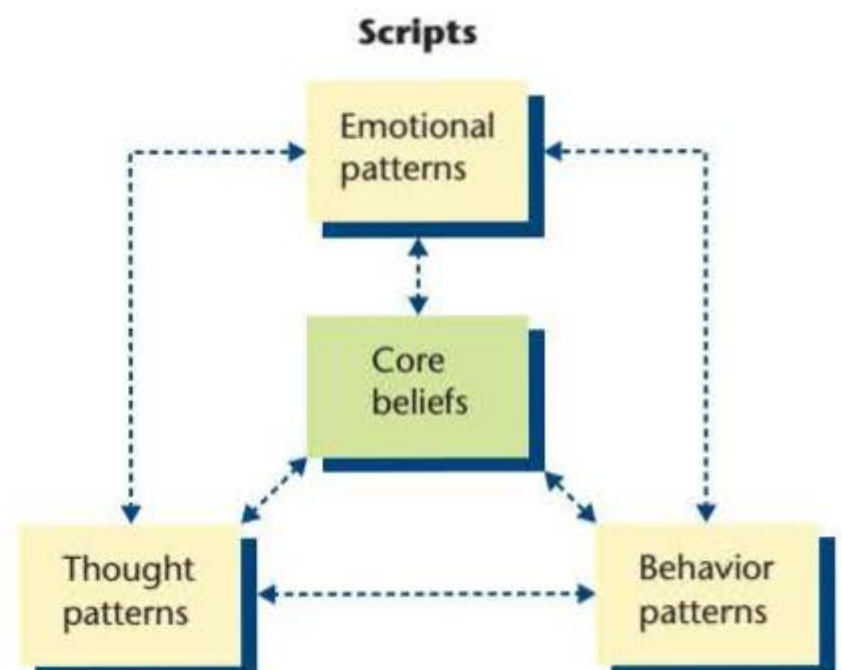 Scripts
Emotional
patterns
Core
beliefs
Thought
patterns
Behavior
patterns